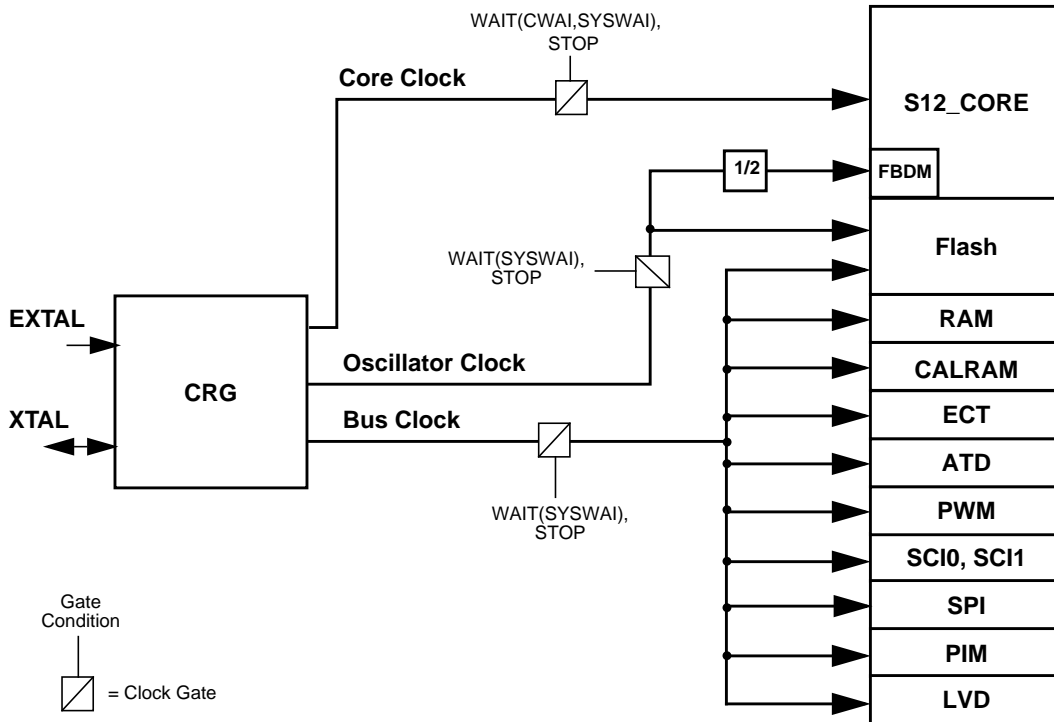 WAIT(CWAI,SYSWAI),
STOP
Core Clock
S12_CORE
1/2
FBDM
WAIT(SYSWAI),
STOP
Flash
EXTAL
RAM
Oscillator Clock
CALRAM
CRG
XTAL
Bus Clock
ECT
ATD
WAIT(SYSWAI),
STOP
PWM
SCI0, SCI1
Gate
Condition
SPI
PIM
= Clock Gate
LVD